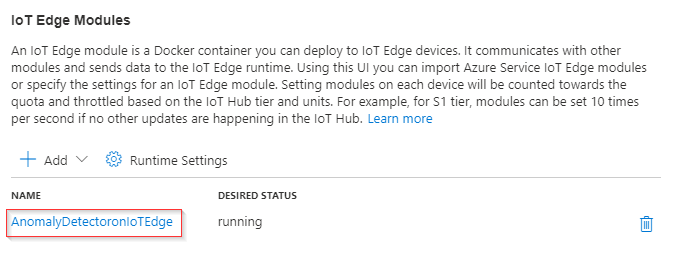 IoT Edge Modules
An IoT Edge module is a Docker container you can deploy to IoT Edge devices. It communicates with other
modules and sends data to the IoT Edge runtime. Using this UI you can import Azure Service IoT Edge modules
or specify the settings for an IoT Edge module. Setting modules on each device will be counted towards the
quota and throttled based on the IoT Hub tier and units. For example, for S1 tier, modules can be set 10 times
per second if no other updates are happening in the IoT Hub. Learn more
Add Runtime Settings
NAME DESIRED STATUS
AnomalyDetectoronIoTEdge running